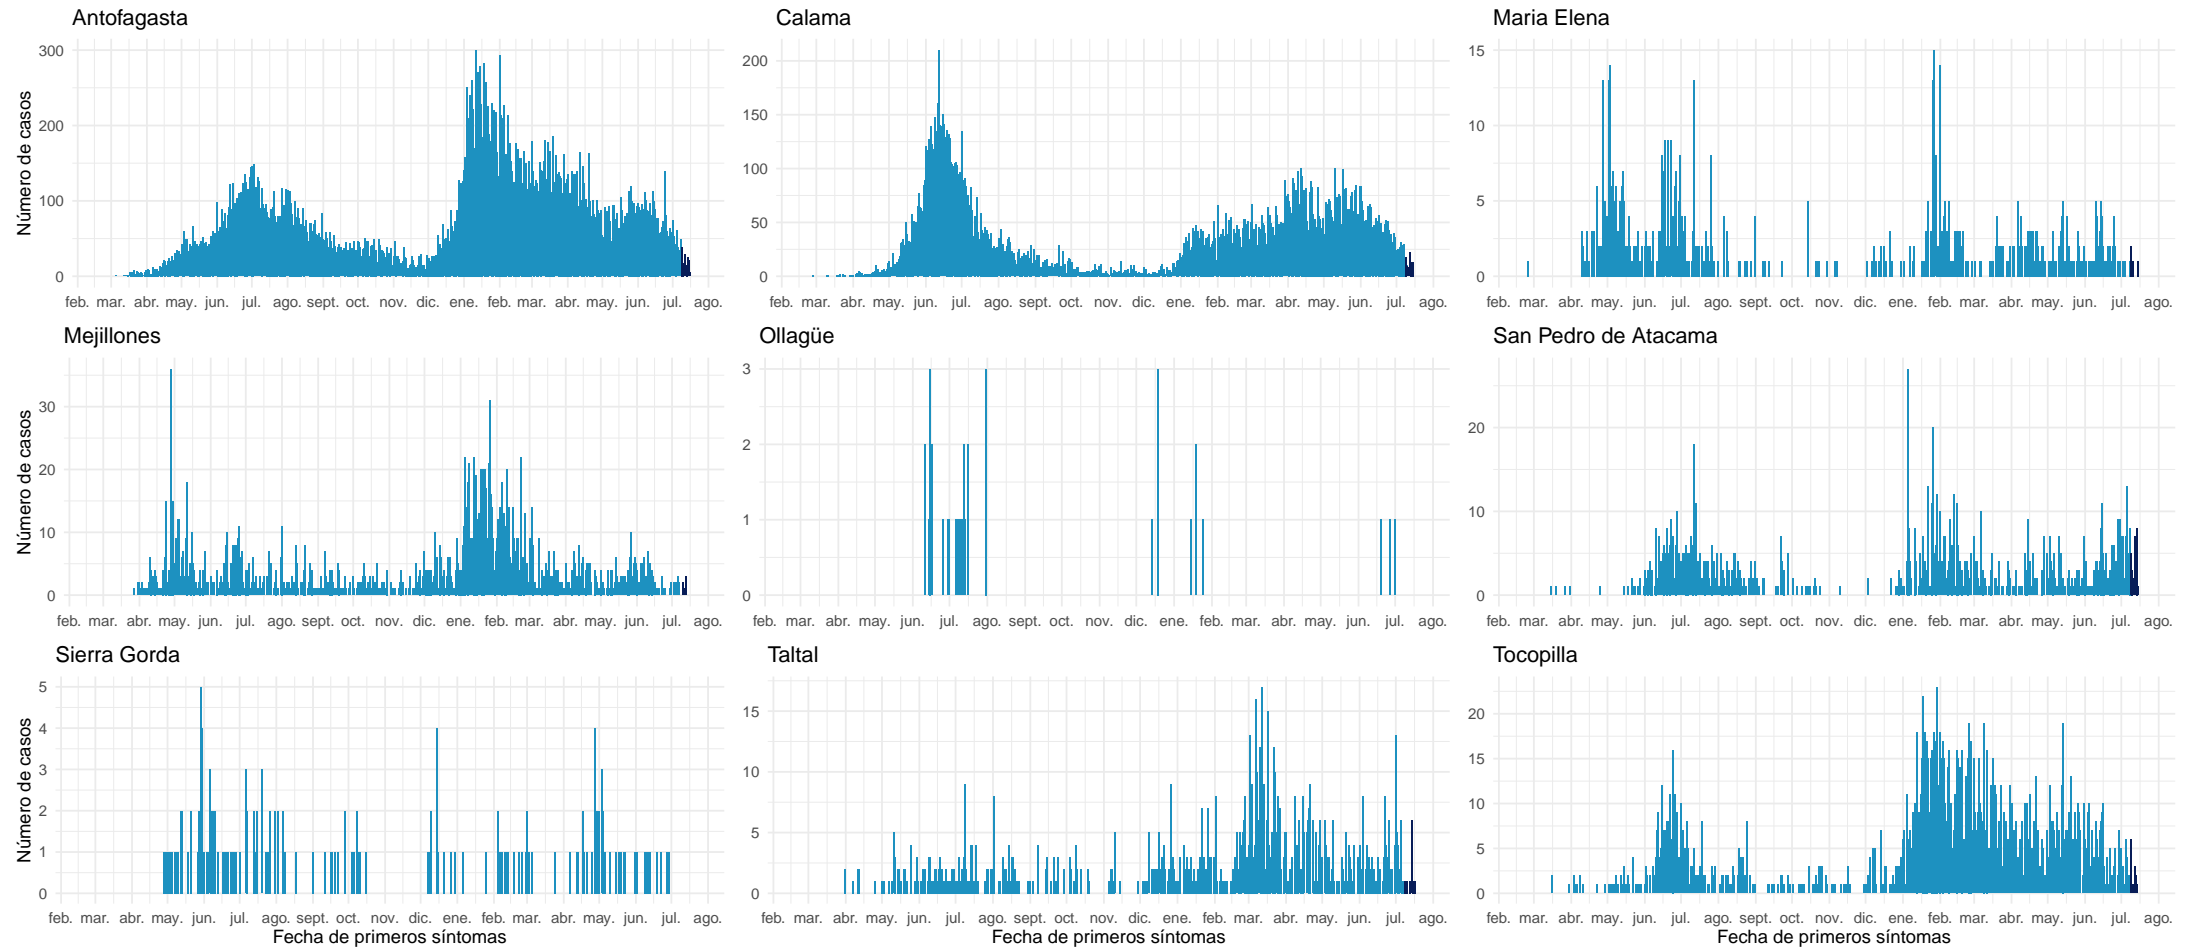 Antofagasta
Calama
Maria Elena
Número de casos
300
200
100
0
200
150
100
50
0
15
10
5
0
feb. mar. abr. may. jun. jul. ago. sept. oct. nov. dic. ene. feb. mar. abr. may. jun. jul. ago.
feb. mar. abr. may. jun. jul. ago. sept. oct. nov. dic. ene. feb. mar. abr. may. jun. jul. ago.
feb. mar. abr. may. jun. jul. ago. sept. oct. nov. dic. ene. feb. mar. abr. may. jun. jul. ago.
Mejillones
Ollagüe
San Pedro de Atacama
Número de casos
30
20
10
0
3
2
1
0
20
10
0
feb. mar. abr. may. jun. jul. ago. sept. oct. nov. dic. ene. feb. mar. abr. may. jun. jul. ago.
feb. mar. abr. may. jun. jul. ago. sept. oct. nov. dic. ene. feb. mar. abr. may. jun. jul. ago.
feb. mar. abr. may. jun. jul. ago. sept. oct. nov. dic. ene. feb. mar. abr. may. jun. jul. ago.
Sierra Gorda
Taltal
Tocopilla
Número de casos
5
4
3
2
1
0
15
10
5
0
20
15
10
5
0
feb. mar. abr. may. jun. jul. ago. sept. oct. nov. dic. ene. feb. mar. abr. may. jun. jul. ago.
feb. mar. abr. may. jun. jul. ago. sept. oct. nov. dic. ene. feb. mar. abr. may. jun. jul. ago.
feb. mar. abr. may. jun. jul. ago. sept. oct. nov. dic. ene. feb. mar. abr. may. jun. jul. ago.
Fecha de primeros síntomas
Fecha de primeros síntomas
Fecha de primeros síntomas